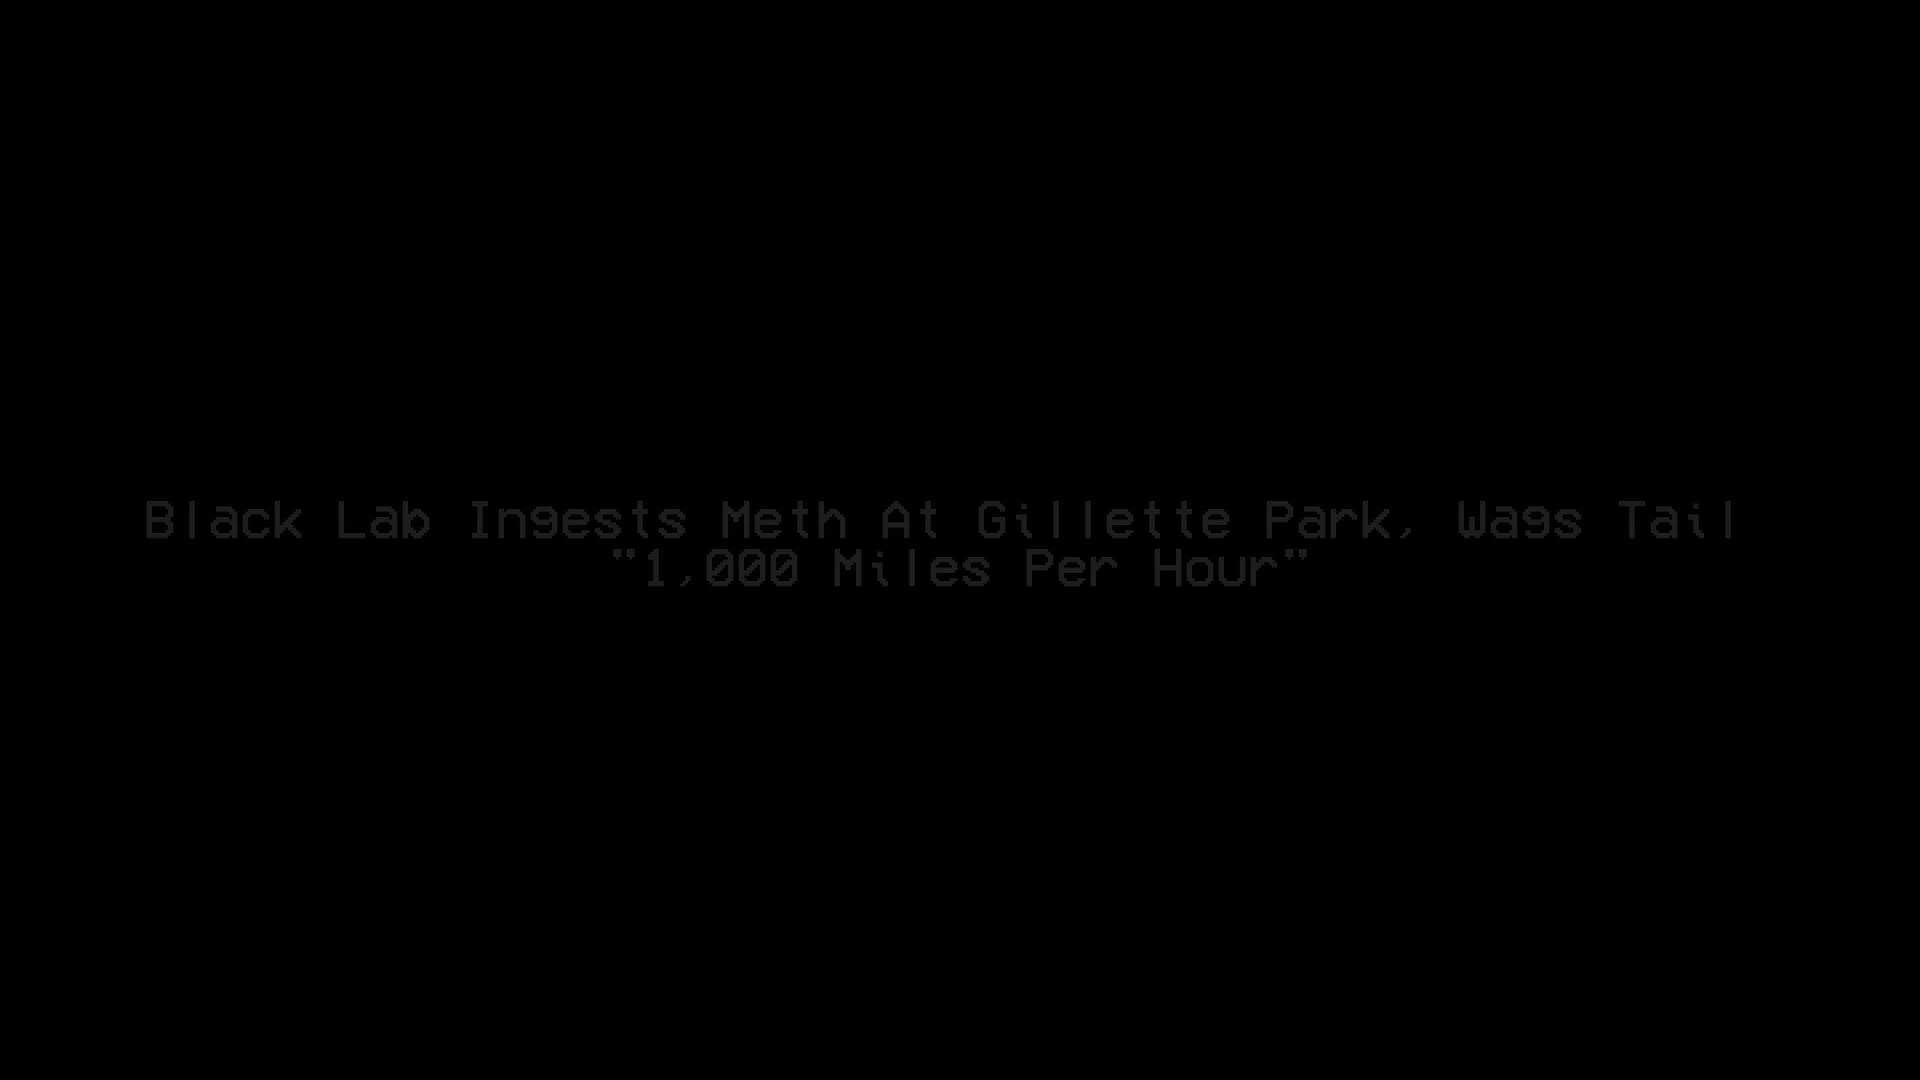 Black Lab Ingests Meth At Gillette Park, Wags Tail
"1,000 Miles Per Hour"